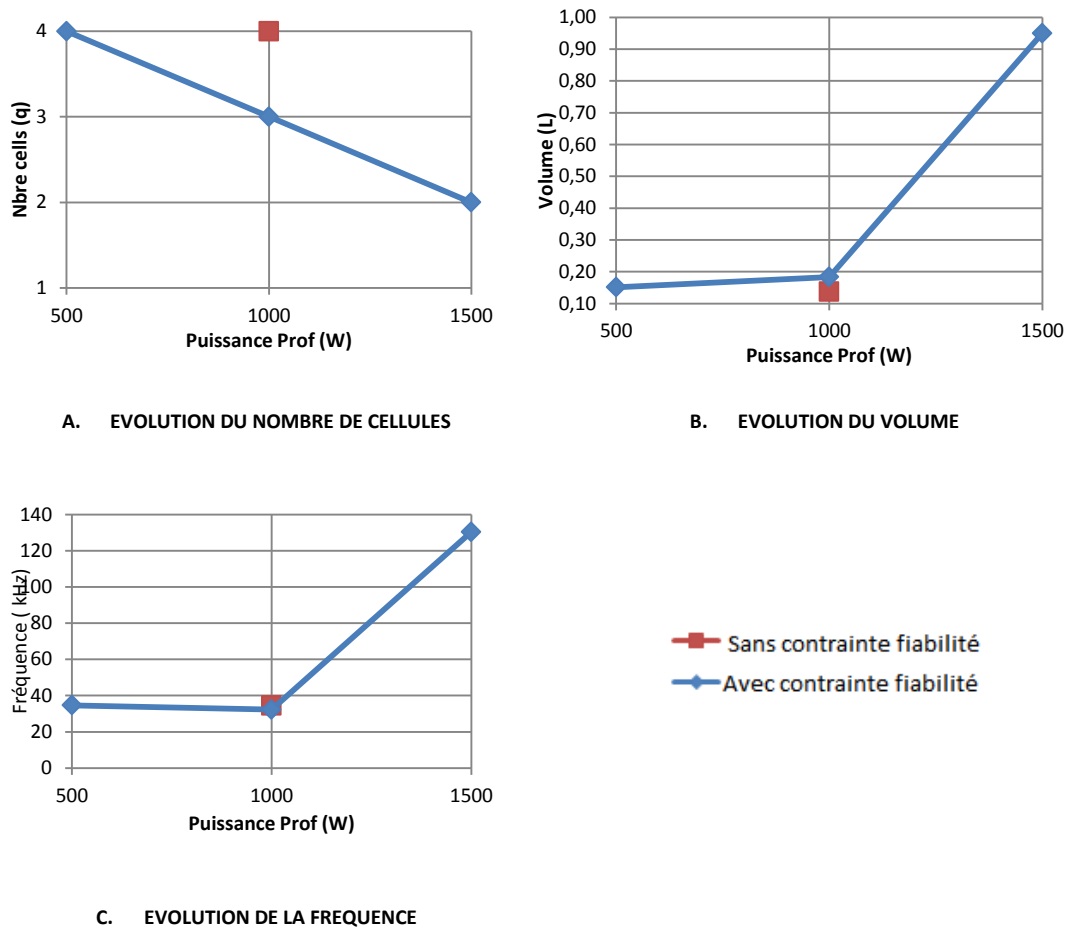 4
3
2
1
Nbre cells (q)
500 1000 1500
Puissance Prof (W)
A. EVOLUTION DU NOMBRE DE CELLULES
1,00
0,90
0,80
0,70
0,60
0,50
0,40
0,30
0,20
0,10
Volume (L)
500 1000 1500
Puissance Prof (W)
B. EVOLUTION DU VOLUME
140
120
100
80
60
40
20
0
Fréquence ( kHz)
500 1000 1500
Puissance Prof (W)
C. EVOLUTION DE LA FREQUENCE
Sans contrainte fiabilité
Avec contrainte fiabilité